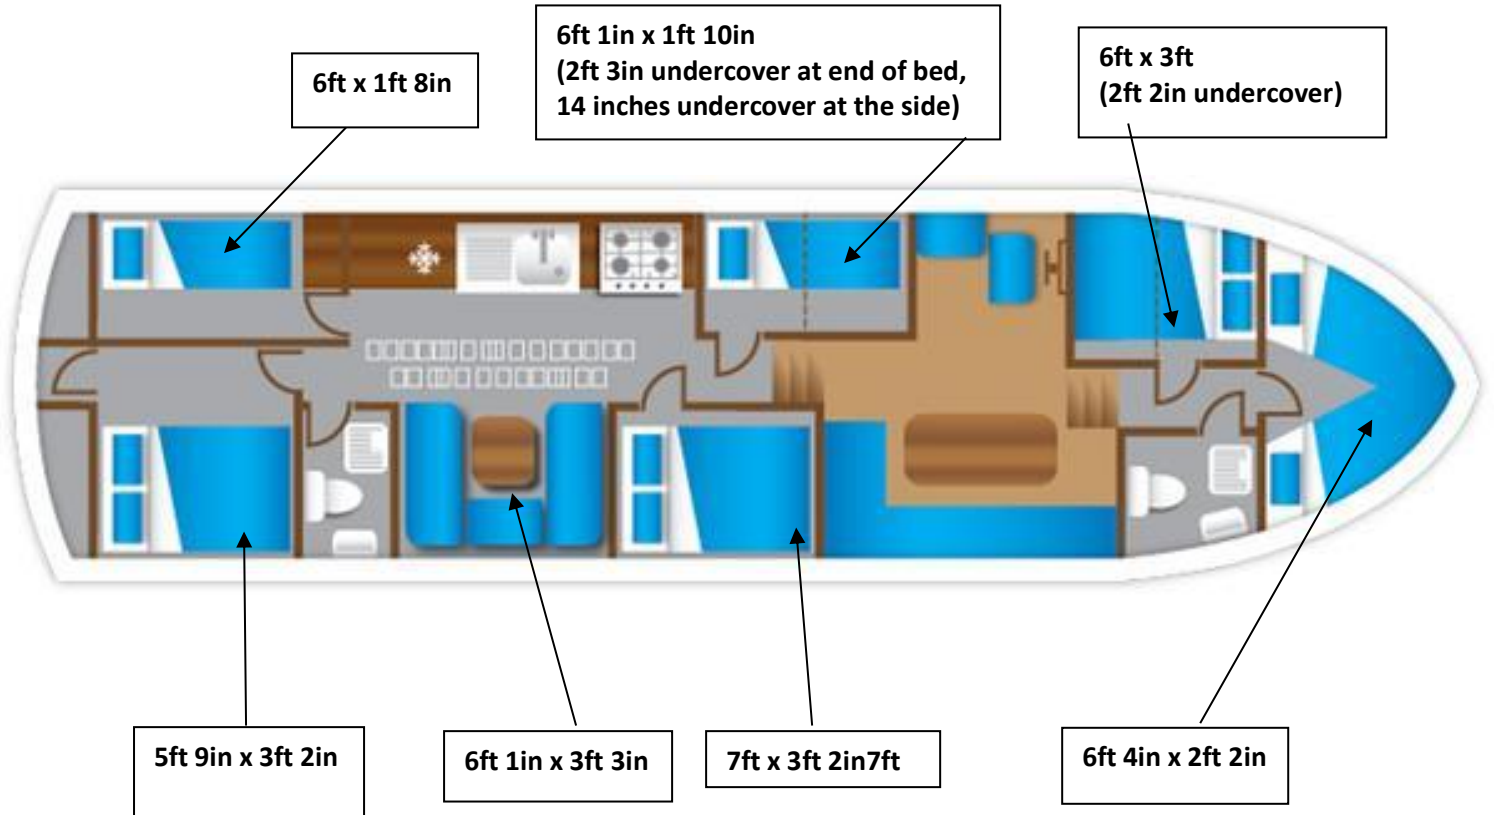 6ft 1in x 1ft 10in
(2ft 3in undercover at end of bed,
14 inches undercover at the side)
6ft x 3ft
(2ft 2in undercover)
6ft x 1ft 8in
5ft 9in x 3ft 2in
6ft 1in x 3ft 3in
7ft x 3ft 2in7ft
6ft 4in x 2ft 2in